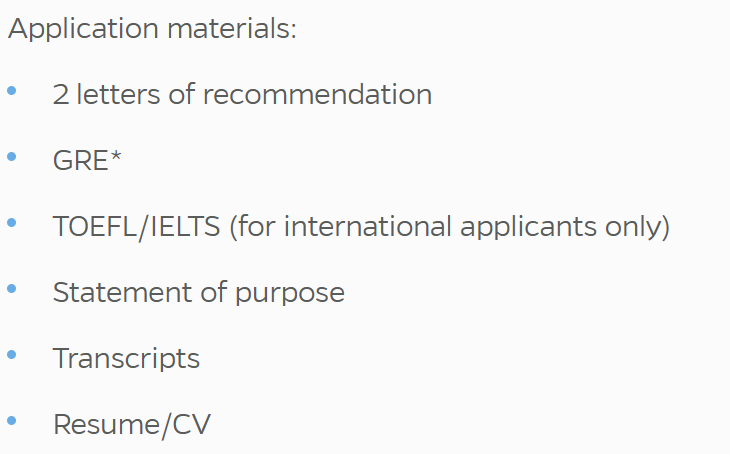 Application materials:
2 letters of recommendation
GRE*
TOEFL/IELTS (for international applicants only)
Statement of purpose
Transcripts
Resume/CV